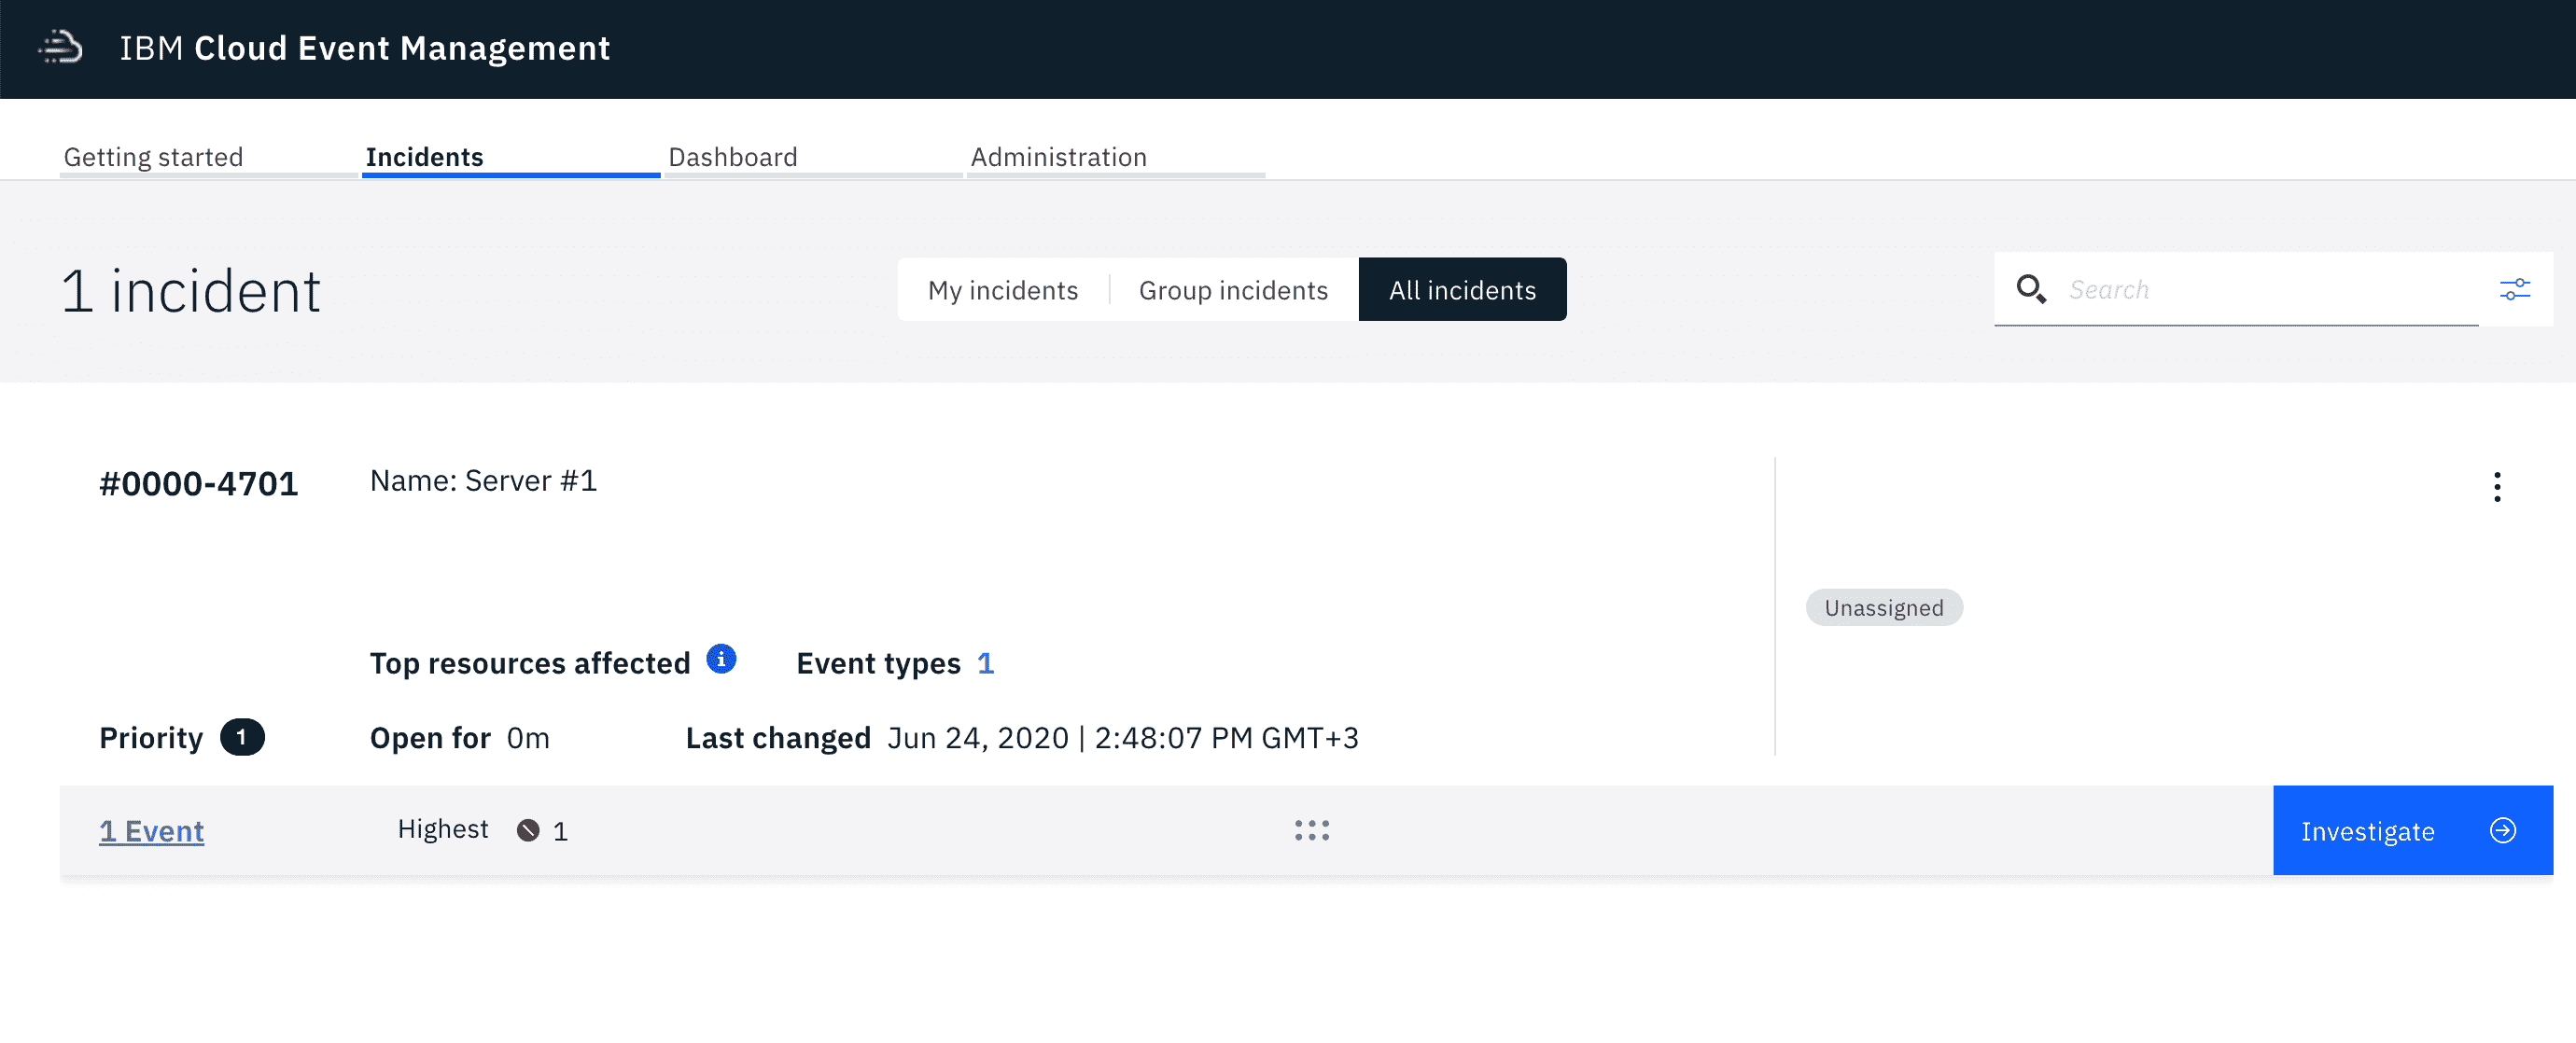 IBM Cloud Event Management
Getting started Incidents Dashboard Administration
1 incident My incidents Group incidents All incidents Search
#0000-4701 Name: Server #1
Unassigned
Top resources affected Event types 1
Priority 1 Open for 0m Last changed Jun 24, 2020 | 2:48:07 PM GMT+3
1 Event Highest 1 Investigate